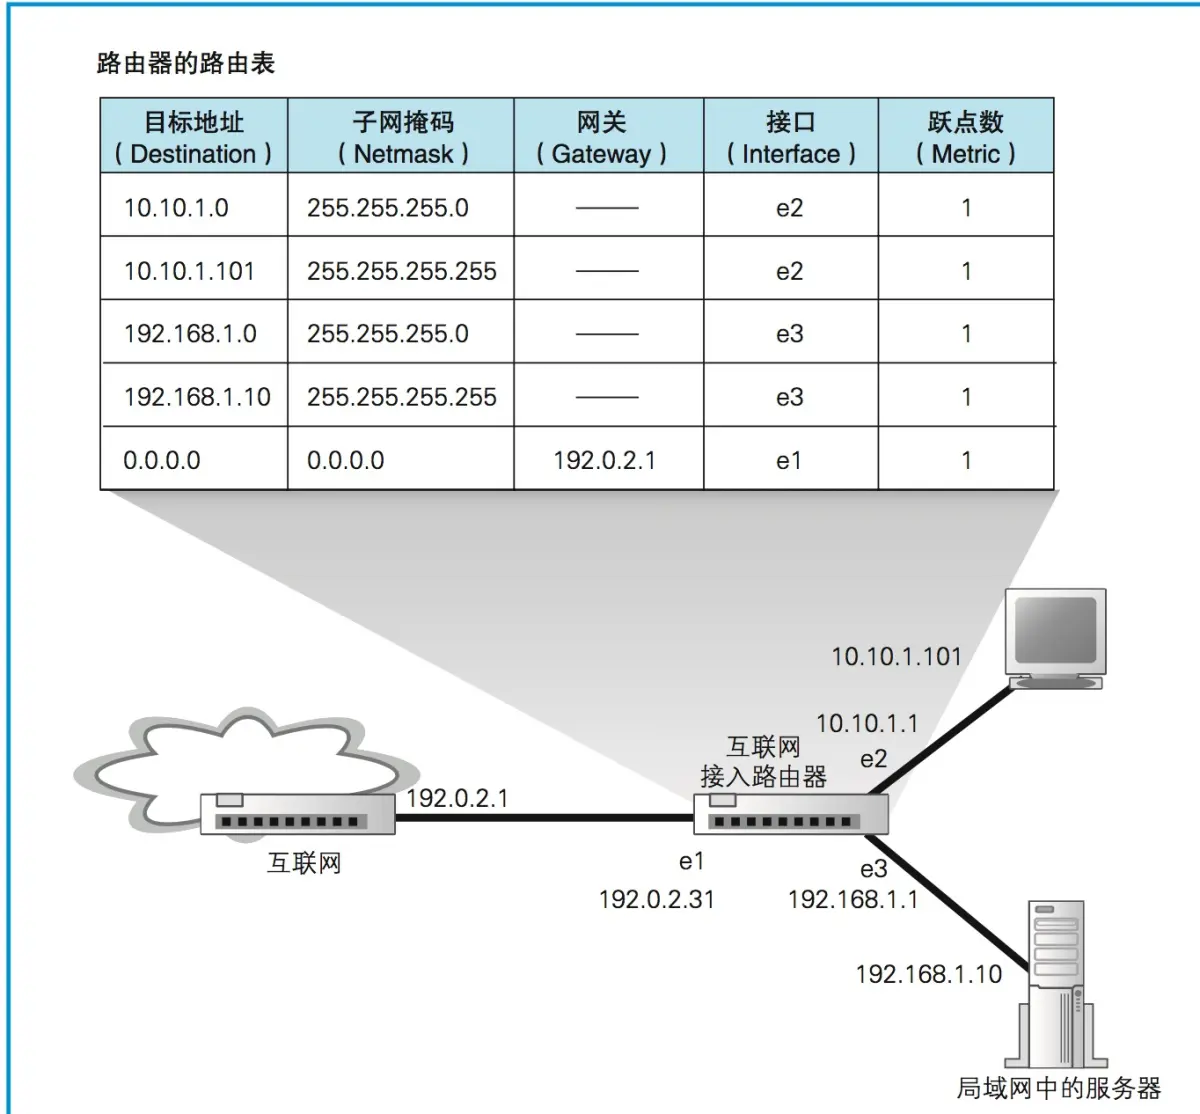 路由器的路由表
目标地址 子网掩码 网关 接口 跃点数
（Destination） （Netmask） （Gateway） （Interface） （Metric）
10.10.1.0 255.255.255.0 —— e2 1
10.10.1.101 255.255.255.255 —— e2 1
192.168.1.0 255.255.255.0 —— e3 1
192.168.1.10 255.255.255.255 —— e3 1
0.0.0.0 0.0.0.0 192.0.2.1 e1 1
10.10.1.101
10.10.1.1
e2
互联网
接入路由器
192.0.2.1
互联网
e1
192.0.2.31
e3
192.168.1.1
192.168.1.10
局域网中的服务器